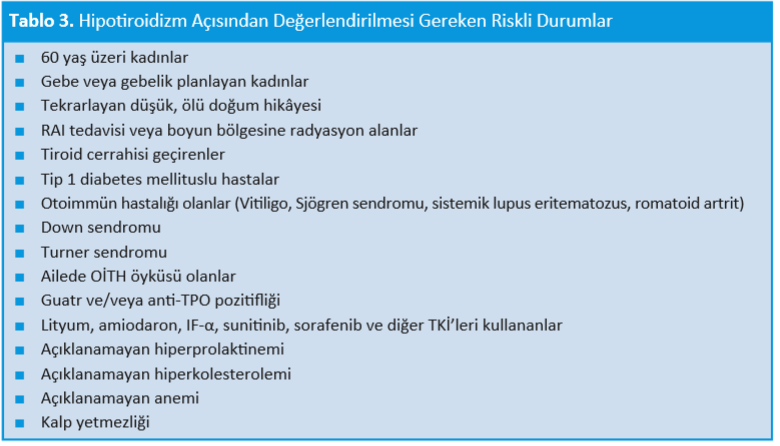 Tablo 3. Hipotiroidizm Açısından Değerlendirilmesi Gereken Riskli Durumlar
■ 60 yaş üzeri kadınlar
■ Gebe veya gebelik planlayan kadınlar
■ Tekrarlayan düşük, ölü doğum hikâyesi
■ RAI tedavisi veya boyun bölgesine radyasyon alanlar
■ Tiroid cerrahisi geçirenler
■ Tip 1 diabetes mellituslu hastalar
■ Otoimmün hastalığı olanlar (Vitiligo, Sjögren sendromu, sistemik lupus eritematozus, romatoid artrit)
■ Down sendromu
■ Turner sendromu
■ Ailede OİTH öyküsü olanlar
■ Guatr ve/veya anti-TPO pozitifliği
■ Lityum, amiodaron, IF-α, sunitinib, sorafenib ve diğer TKİ’leri kullananlar
■ Açıklanamayan hiperprolaktinemi
■ Açıklanamayan hiperkolesterolemi
■ Açıklanamayan anemi
■ Kalp yetmezliği